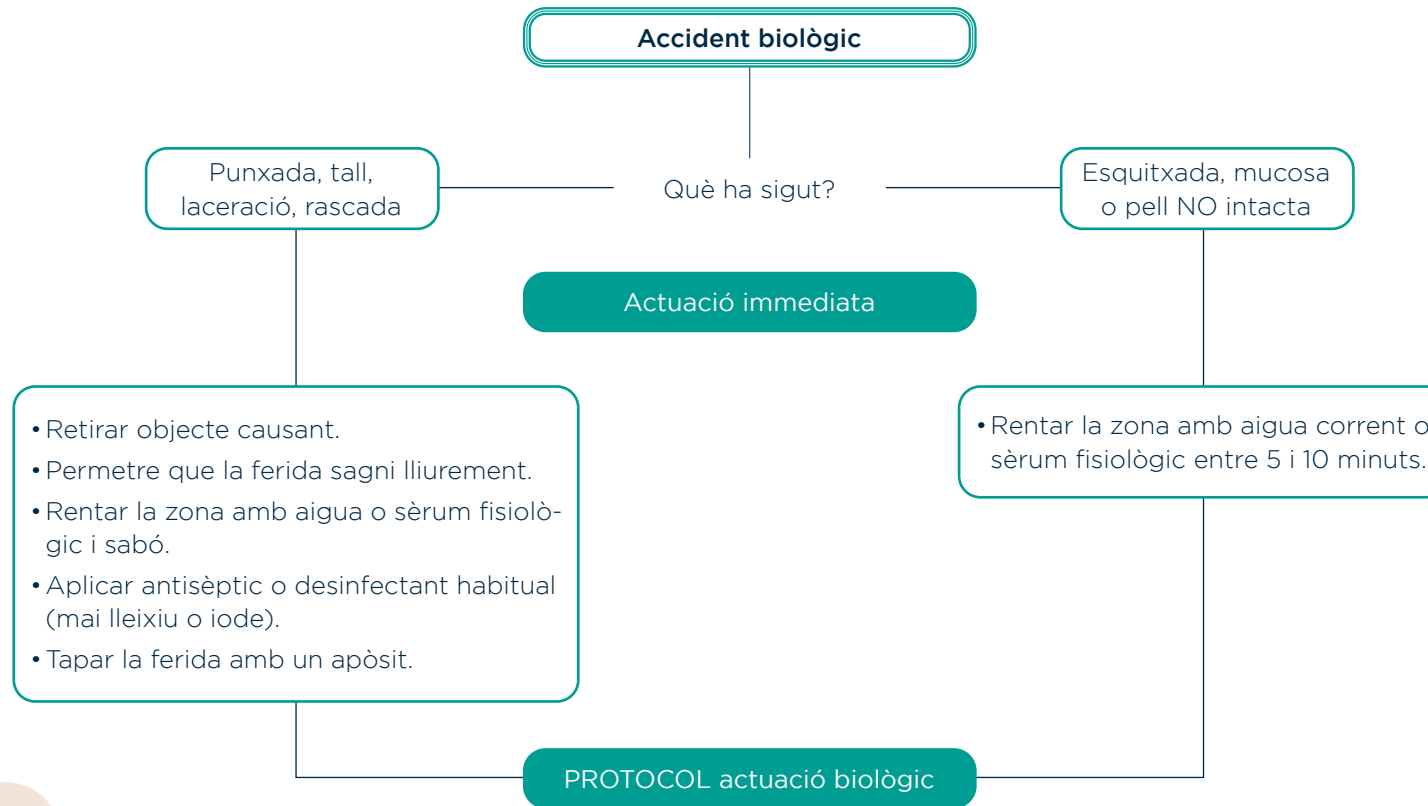 Accident biològic
Punxada, tall,
laceració, rascada
Què ha sigut?
Esquitxada, mucosa
o pell NO intacta
Actuació immediata
• Retirar objecte causant.
• Permetre que la ferida sagni lliurement.
• Rentar la zona amb aigua o sèrum fisiolò-
gic i sabó.
• Aplicar antisèptic o desinfectant habitual
(mai lleixiu o iode).
• Tapar la ferida amb un apòsit.
• Rentar la zona amb aigua corrent o
sèrum fisiològic entre 5 i 10 minuts.
PROTOCOL actuació biològic